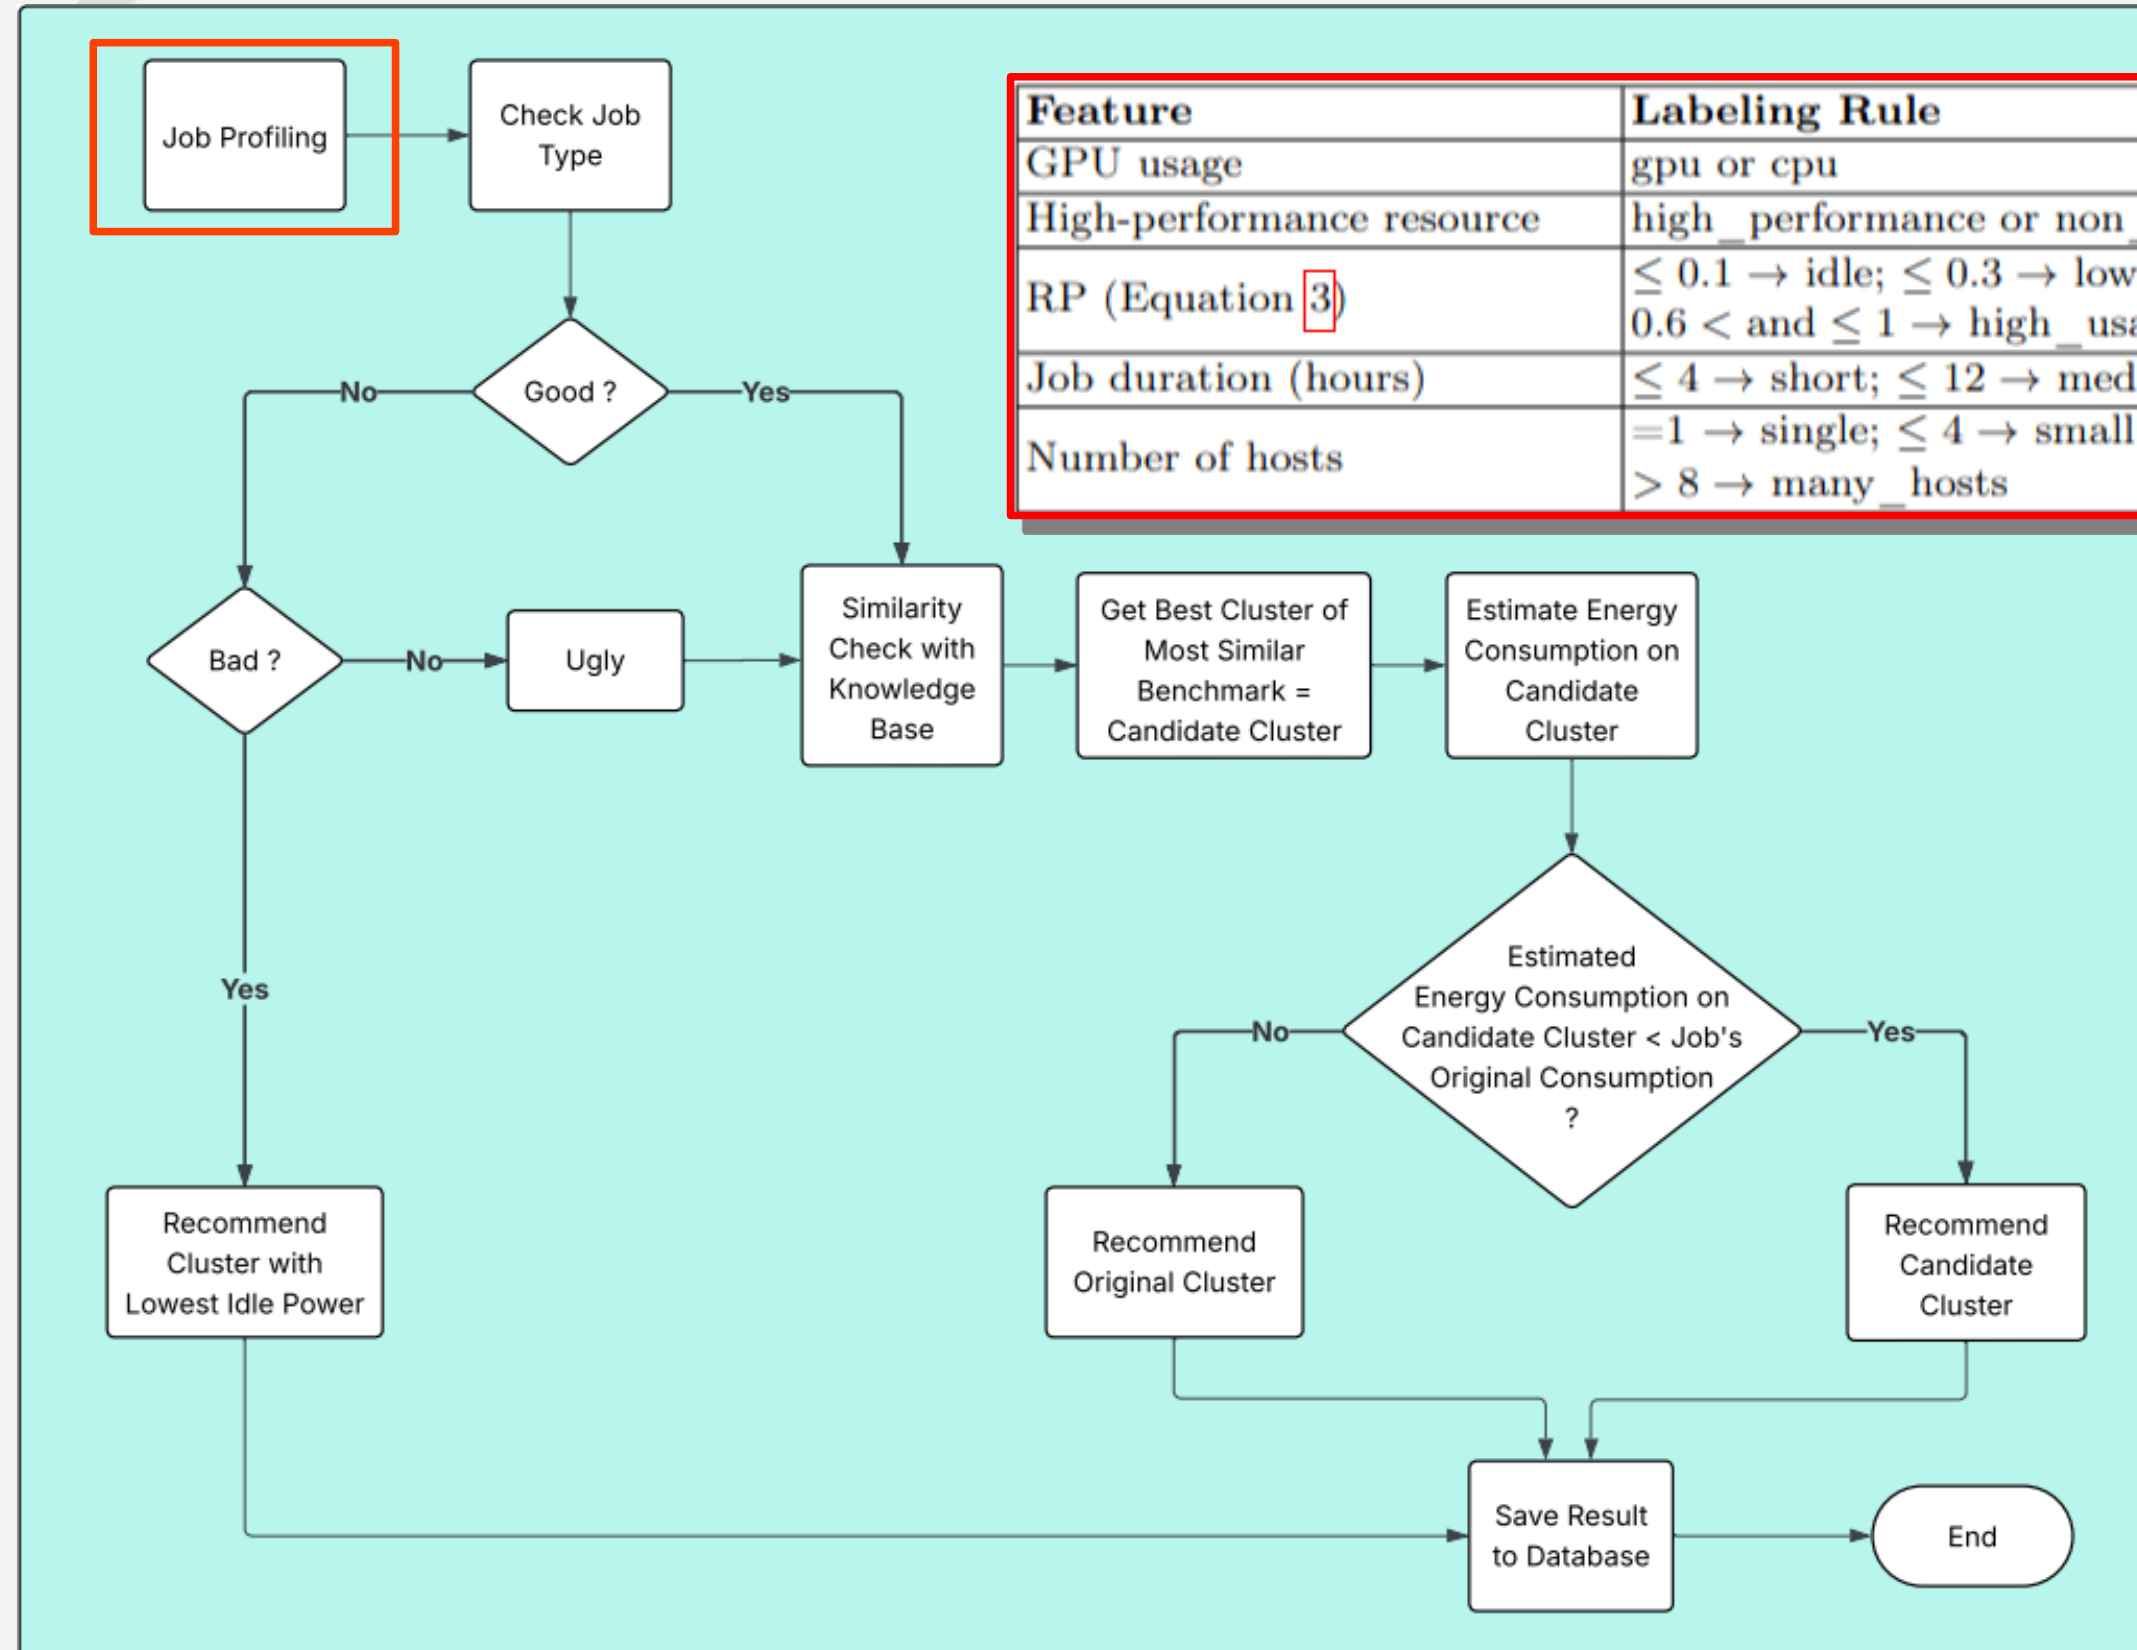 Job Profiling
Check Job
Type
Feature
Labeling Rule
GPU usage
gpu or cpu
High-performance resource
high_performance or non_
RP (Equation 3)
≤ 0.1 → idle; ≤ 0.3 → low
0.6 < and ≤ 1 → high_usa
Job duration (hours)
≤ 4 → short; ≤ 12 → med
Number of hosts
=1 → single; ≤ 4 → small
> 8 → many_hosts
Good ?
No
Yes
Bad ?
No
Ugly
Similarity
Check with
Knowledge
Base
Get Best Cluster of
Most Similar
Benchmark =
Candidate Cluster
Estimate Energy
Consumption on
Candidate
Cluster
Yes
Estimated
Energy Consumption on
Candidate Cluster < Job's
Original Consumption
?
No
Yes
Recommend
Cluster with
Lowest Idle Power
Recommend
Original Cluster
Recommend
Candidate
Cluster
Save Result
to Database
End